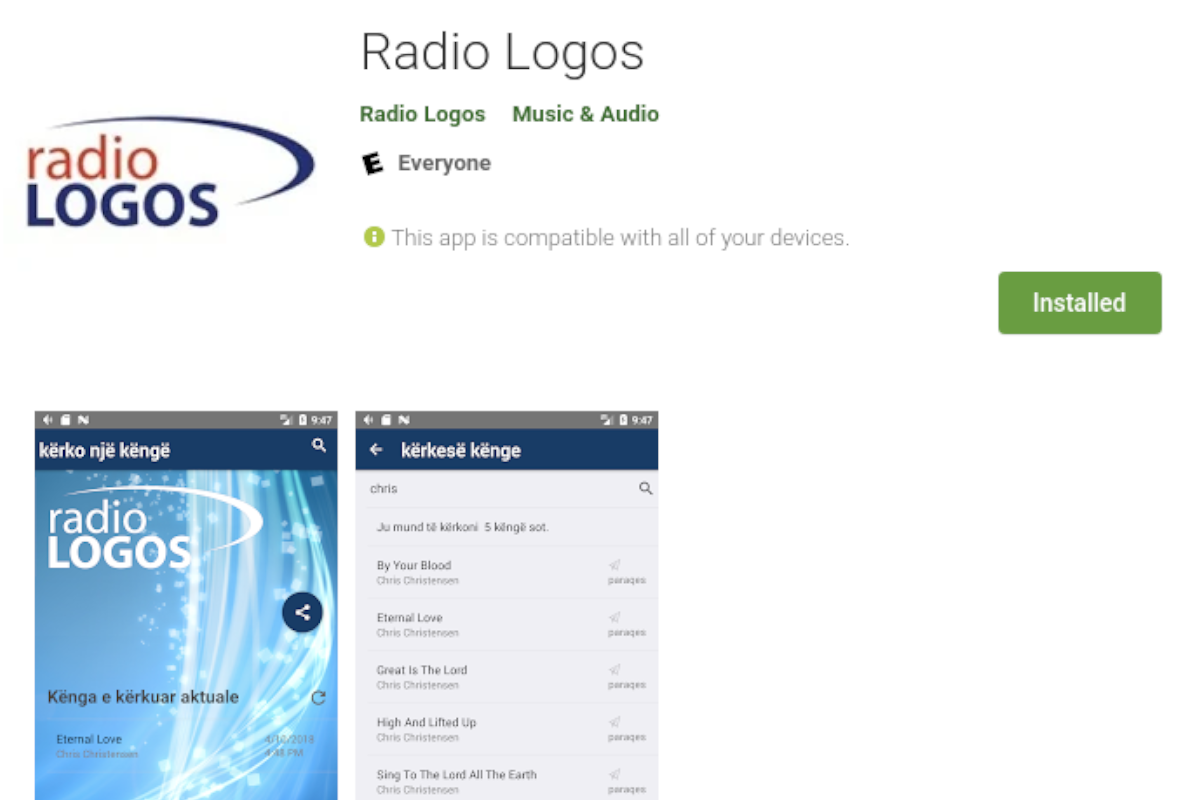 Radio Logos
Radio Logos Music & Audio
E Everyone
This app is compatible with all of your devices.
Installed
radio
LOGOS
9:47
kërko një këngë
radio
LOGOS
Kënga e kërkuar aktuale
Eternal Love
Chris Christensen
4/10/2018
4:48 PM
9:47
kërkesë kënge
chris
Ju mund të kërkoni 5 këngë sot.
By Your Blood
Chris Christensen
paraqes
Eternal Love
Chris Christensen
paraqes
Great Is The Lord
Chris Christensen
paraqes
High And Lifted Up
Chris Christensen
paraqes
Sing To The Lord All The Earth
Chris Christensen
paraqes